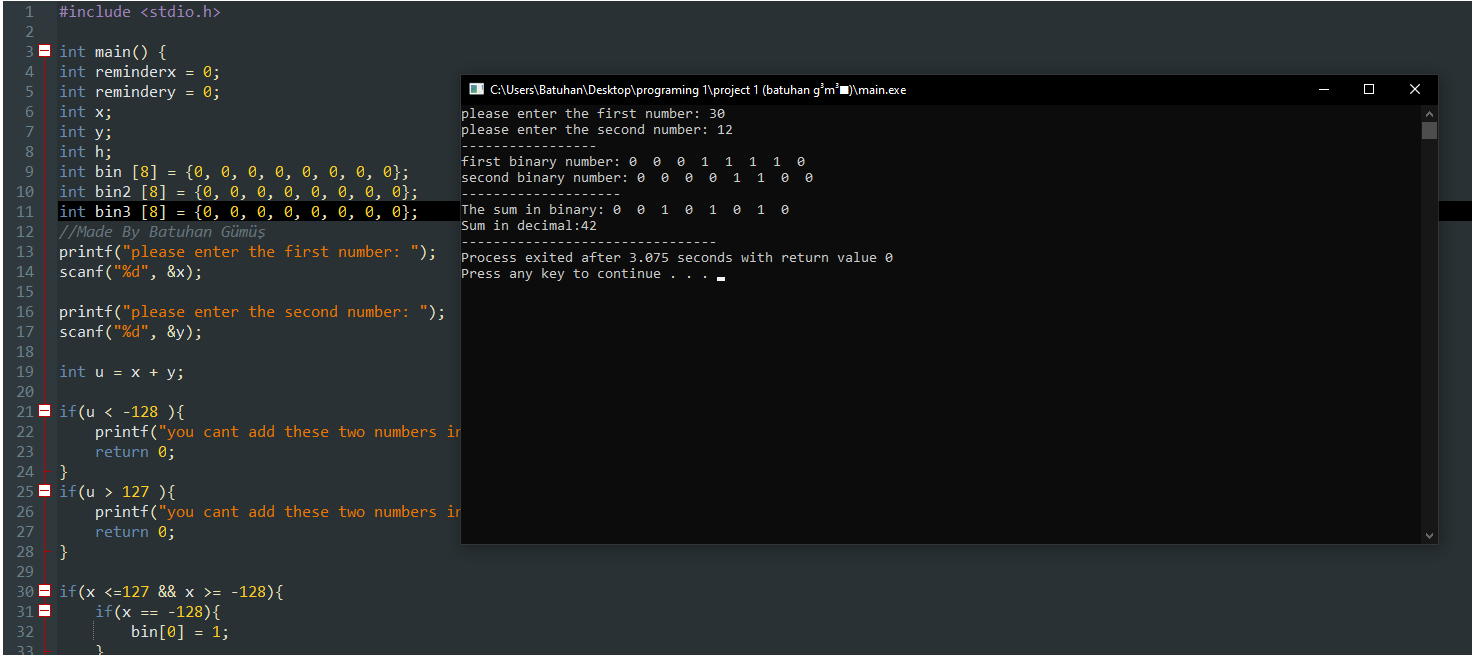 1 #include <stdio.h>
2
3 int main() {
4 int reminderx = 0;
5 int remindery = 0;
6 int x;
7 int y;
8 int h;
9 int bin [8] = {0, 0, 0, 0, 0, 0, 0, 0};
10 int bin2 [8] = {0, 0, 0, 0, 0, 0, 0, 0};
11 int bin3 [8] = {0, 0, 0, 0, 0, 0, 0, 0};
12 //Made By Batuhan Gümüş
13 printf("please enter the first number: ");
14 scanf("%d", &x);
15
16 printf("please enter the second number: ");
17 scanf("%d", &y);
18
19 int u = x + y;
20
21 if(u < -128 ){
22 printf("you cant add these two numbers in
23 return 0;
24 }
25 if(u > 127 ){
26 printf("you cant add these two numbers in
27 return 0;
28 }
29
30 if(x <=127 && x >= -128){
31 if(x == -128){
32 bin[0] = 1;
33 }
C:\Users\Batuhan\Desktop\programing 1\project 1 (batuhan g³m³■)\main.exe
please enter the first number: 30
please enter the second number: 12
-----------------
first binary number: 0 0 0 1 1 1 1 0
second binary number: 0 0 0 0 1 1 0 0
--------------------
The sum in binary: 0 0 1 0 1 0 1 0
Sum in decimal:42
--------------------------------
Process exited after 3.075 seconds with return value 0
Press any key to continue . . .